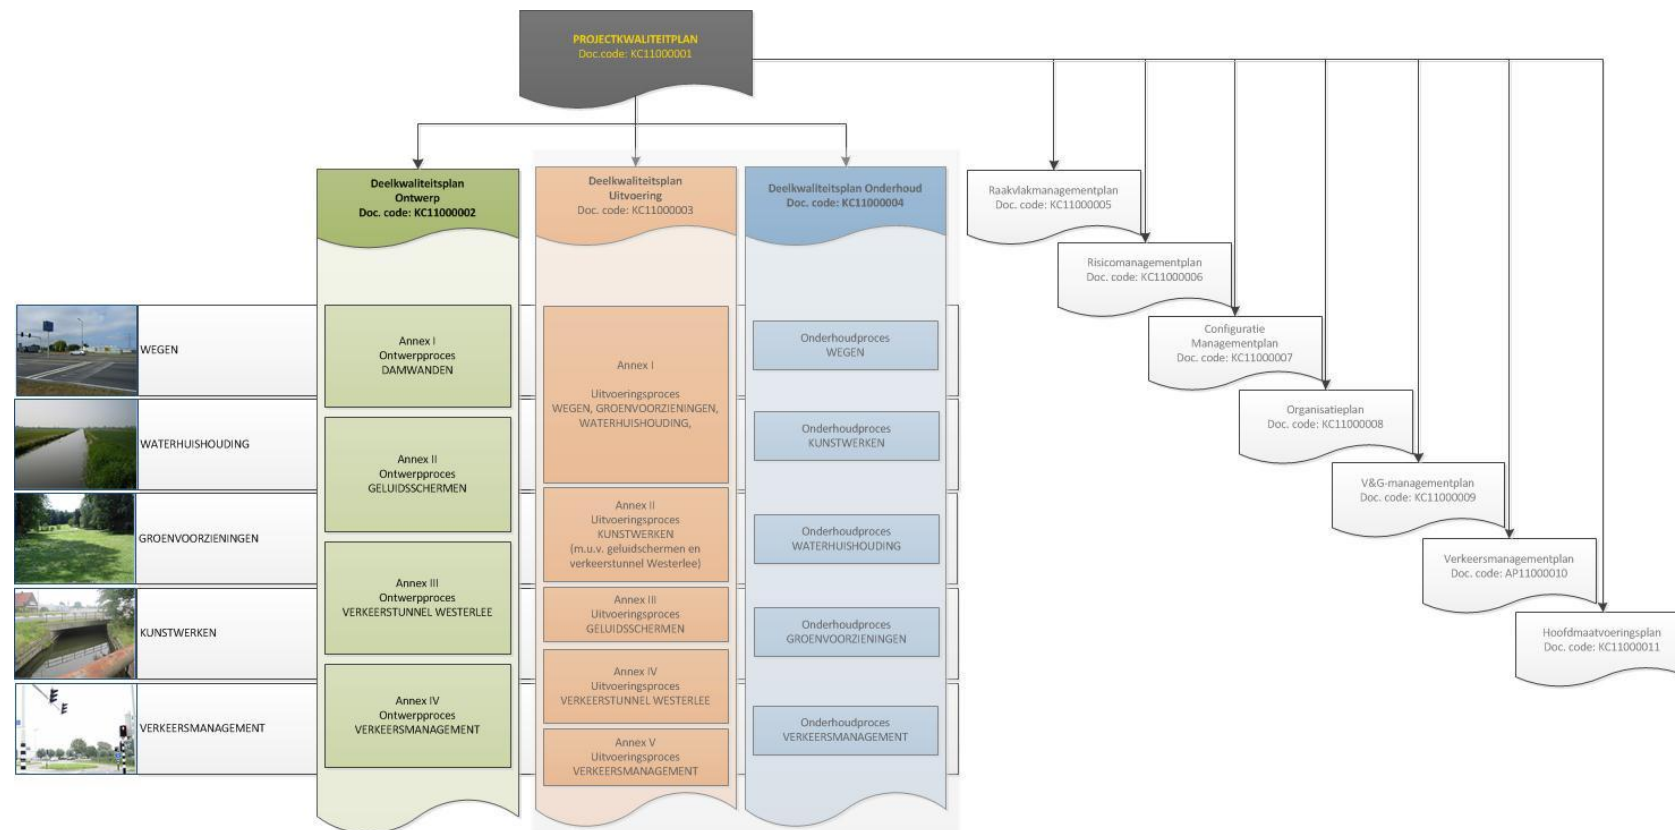 PROJECTKWALITEITPLAN
Doc.code: KC11000001
Deelkwaliteitsplan
Ontwerp
Doc. code: KC11000002
Deelkwaliteitsplan
Uitvoering
Doc. code: KC11000003
Deelkwaliteitsplan Onderhoud
Doc. code: KC11000004
Raakvlakmanagementplan
Doc. code: KC11000005
Risicomanagementplan
Doc. code: KC11000006
Configuratie
Managementplan
Doc. code: KC11000007
Organisatieplan
Doc. code: KC11000008
V&G-managementplan
Doc. code: KC11000009
Verkeersmanagementplan
Doc. code: AP11000010
Hoofdmaatvoeringsplan
Doc. code: KC11000011
WEGEN
WATERHUISHOUDING
GROENVOORZIENINGEN
KUNSTWERKEN
VERKEERSMANAGEMENT
Annex I
Ontwerpproces
DAMWANDEN
Annex II
Ontwerpproces
GELUIDSSCHERMEN
Annex III
Ontwerpproces
VERKEERSTUNNEL WESTERLEE
Annex IV
Ontwerpproces
VERKEERSMANAGEMENT
Annex I
Uitvoeringsproces
WEGEN, GROENVOORZIENINGEN,
WATERHUISHOUDING,
Annex II
Uitvoeringsproces
KUNSTWERKEN
(m.u.v. geluidschermen en
verkeerstunnel Westerlee)
Annex III
Uitvoeringsproces
GELUIDSSCHERMEN
Annex IV
Uitvoeringsproces
VERKEERSTUNNEL WESTERLEE
Annex V
Uitvoeringsproces
VERKEERSMANAGEMENT
Onderhoudproces
WEGEN
Onderhoudproces
KUNSTWERKEN
Onderhoudproces
WATERHUISHOUDING
Onderhoudproces
GROENVOORZIENINGEN
Onderhoudproces
VERKEERSMANAGEMENT